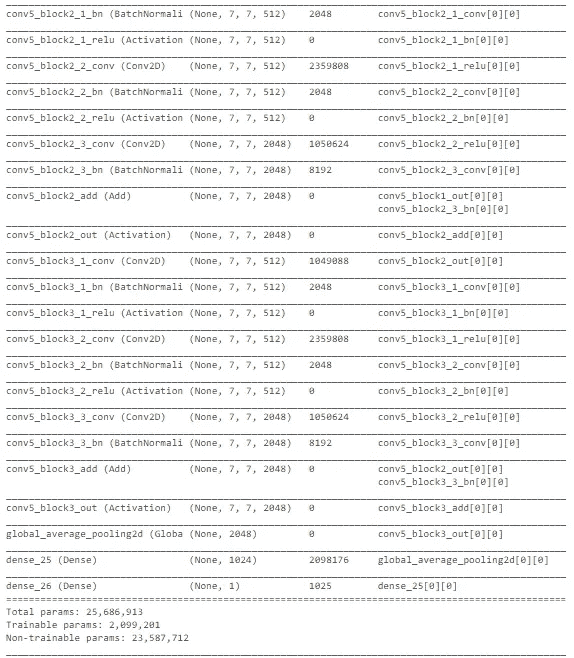 conv5_block2_1_bn (BatchNormali (None, 7, 7, 512) 2048 conv5_block2_1_conv[0][0]
conv5_block2_1_relu (Activation (None, 7, 7, 512) 0 conv5_block2_1_bn[0][0]
conv5_block2_2_conv (Conv2D) (None, 7, 7, 512) 2359808 conv5_block2_1_relu[0][0]
conv5_block2_2_bn (BatchNormali (None, 7, 7, 512) 2048 conv5_block2_2_conv[0][0]
conv5_block2_2_relu (Activation (None, 7, 7, 512) 0 conv5_block2_2_bn[0][0]
conv5_block2_3_conv (Conv2D) (None, 7, 7, 2048) 1050624 conv5_block2_2_relu[0][0]
conv5_block2_3_bn (BatchNormali (None, 7, 7, 2048) 8192 conv5_block2_3_conv[0][0]
conv5_block2_add (Add) (None, 7, 7, 2048) 0 conv5_block1_out[0][0]
conv5_block2_3_bn[0][0]
conv5_block2_out (Activation) (None, 7, 7, 2048) 0 conv5_block2_add[0][0]
conv5_block3_1_conv (Conv2D) (None, 7, 7, 512) 1049088 conv5_block2_out[0][0]
conv5_block3_1_bn (BatchNormali (None, 7, 7, 512) 2048 conv5_block3_1_conv[0][0]
conv5_block3_1_relu (Activation (None, 7, 7, 512) 0 conv5_block3_1_bn[0][0]
conv5_block3_2_conv (Conv2D) (None, 7, 7, 512) 2359808 conv5_block3_1_relu[0][0]
conv5_block3_2_bn (BatchNormali (None, 7, 7, 512) 2048 conv5_block3_2_conv[0][0]
conv5_block3_2_relu (Activation (None, 7, 7, 512) 0 conv5_block3_2_bn[0][0]
conv5_block3_3_conv (Conv2D) (None, 7, 7, 2048) 1050624 conv5_block3_2_relu[0][0]
conv5_block3_3_bn (BatchNormali (None, 7, 7, 2048) 8192 conv5_block3_3_conv[0][0]
conv5_block3_add (Add) (None, 7, 7, 2048) 0 conv5_block2_out[0][0]
conv5_block3_3_bn[0][0]
conv5_block3_out (Activation) (None, 7, 7, 2048) 0 conv5_block3_add[0][0]
global_average_pooling2d (Globa (None, 2048) 0 conv5_block3_out[0][0]
dense_25 (Dense) (None, 1024) 2098176 global_average_pooling2d[0][0]
dense_26 (Dense) (None, 1) 1025 dense_25[0][0]
Total params: 25,686,913
Trainable params: 2,099,201
Non-trainable params: 23,587,712